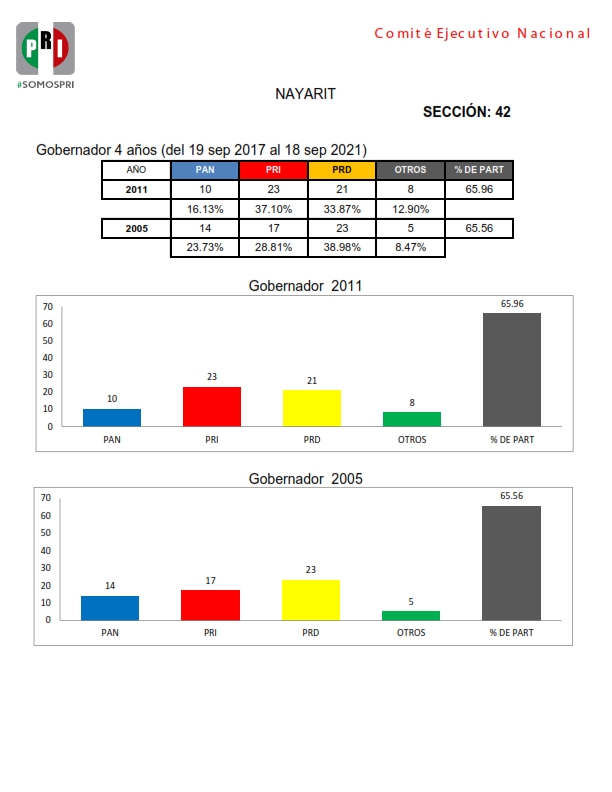 Comité Ejecutivo Nacional
PRI
#SOMOSPRI
NAYARIT
SECCIÓN: 42
Gobernador 4 años (del 19 sep 2017 al 18 sep 2021)
AÑO PAN PRI PRD OTROS % DE PART
2011 10 23 21 8 65.96
16.13% 37.10% 33.87% 12.90%
2005 14 17 23 5 65.56
23.73% 28.81% 38.98% 8.47%
Gobernador 2011
70
60
50
40
30
20
10
0
10 23 21 8 65.96
PAN PRI PRD OTROS % DE PART
Gobernador 2005
70
60
50
40
30
20
10
0
14 17 23 5 65.56
PAN PRI PRD OTROS % DE PART